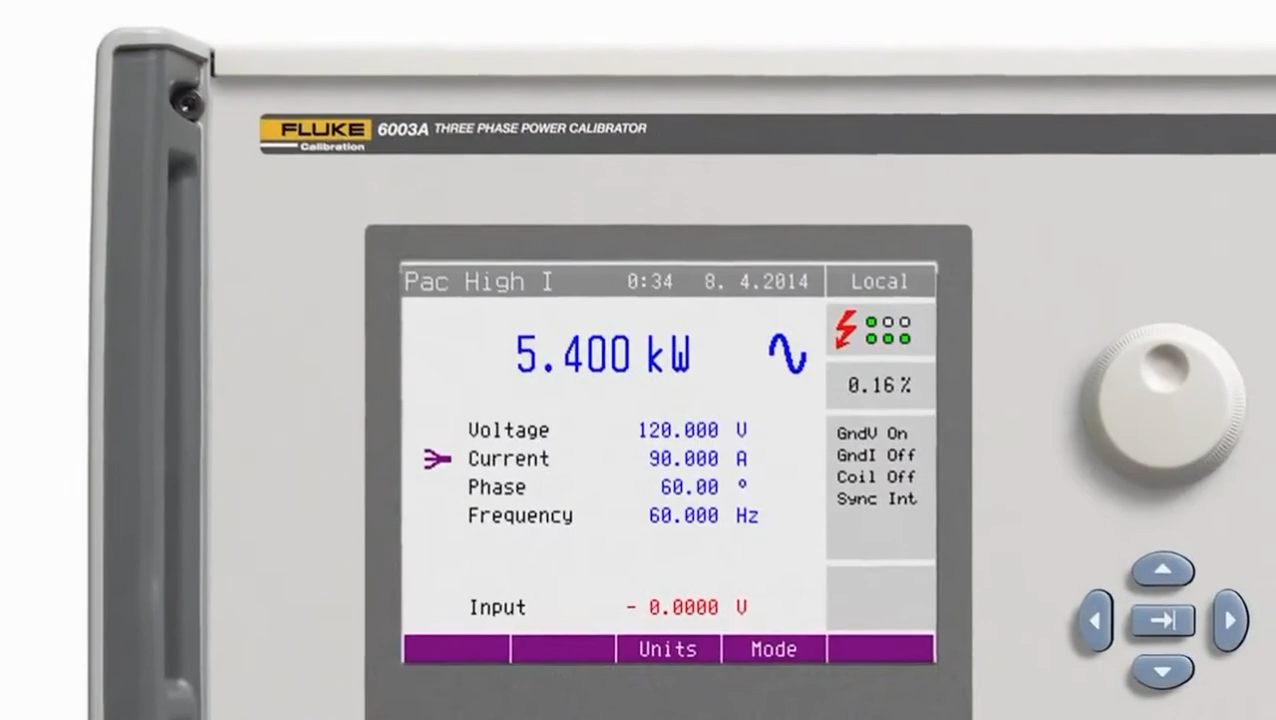 FLUKE 6003A THREE PHASE POWER CALIBRATOR
Calibration
Pac High I 0:34 8. 4.2014 Local
5.400 kW
0.16 %
Voltage 120.000 V GndV On
Current 90.000 A GndI Off
Phase 60.00 ° Coil Off
Frequency 60.000 Hz Sync Int
Input - 0.0000 V
Units Mode